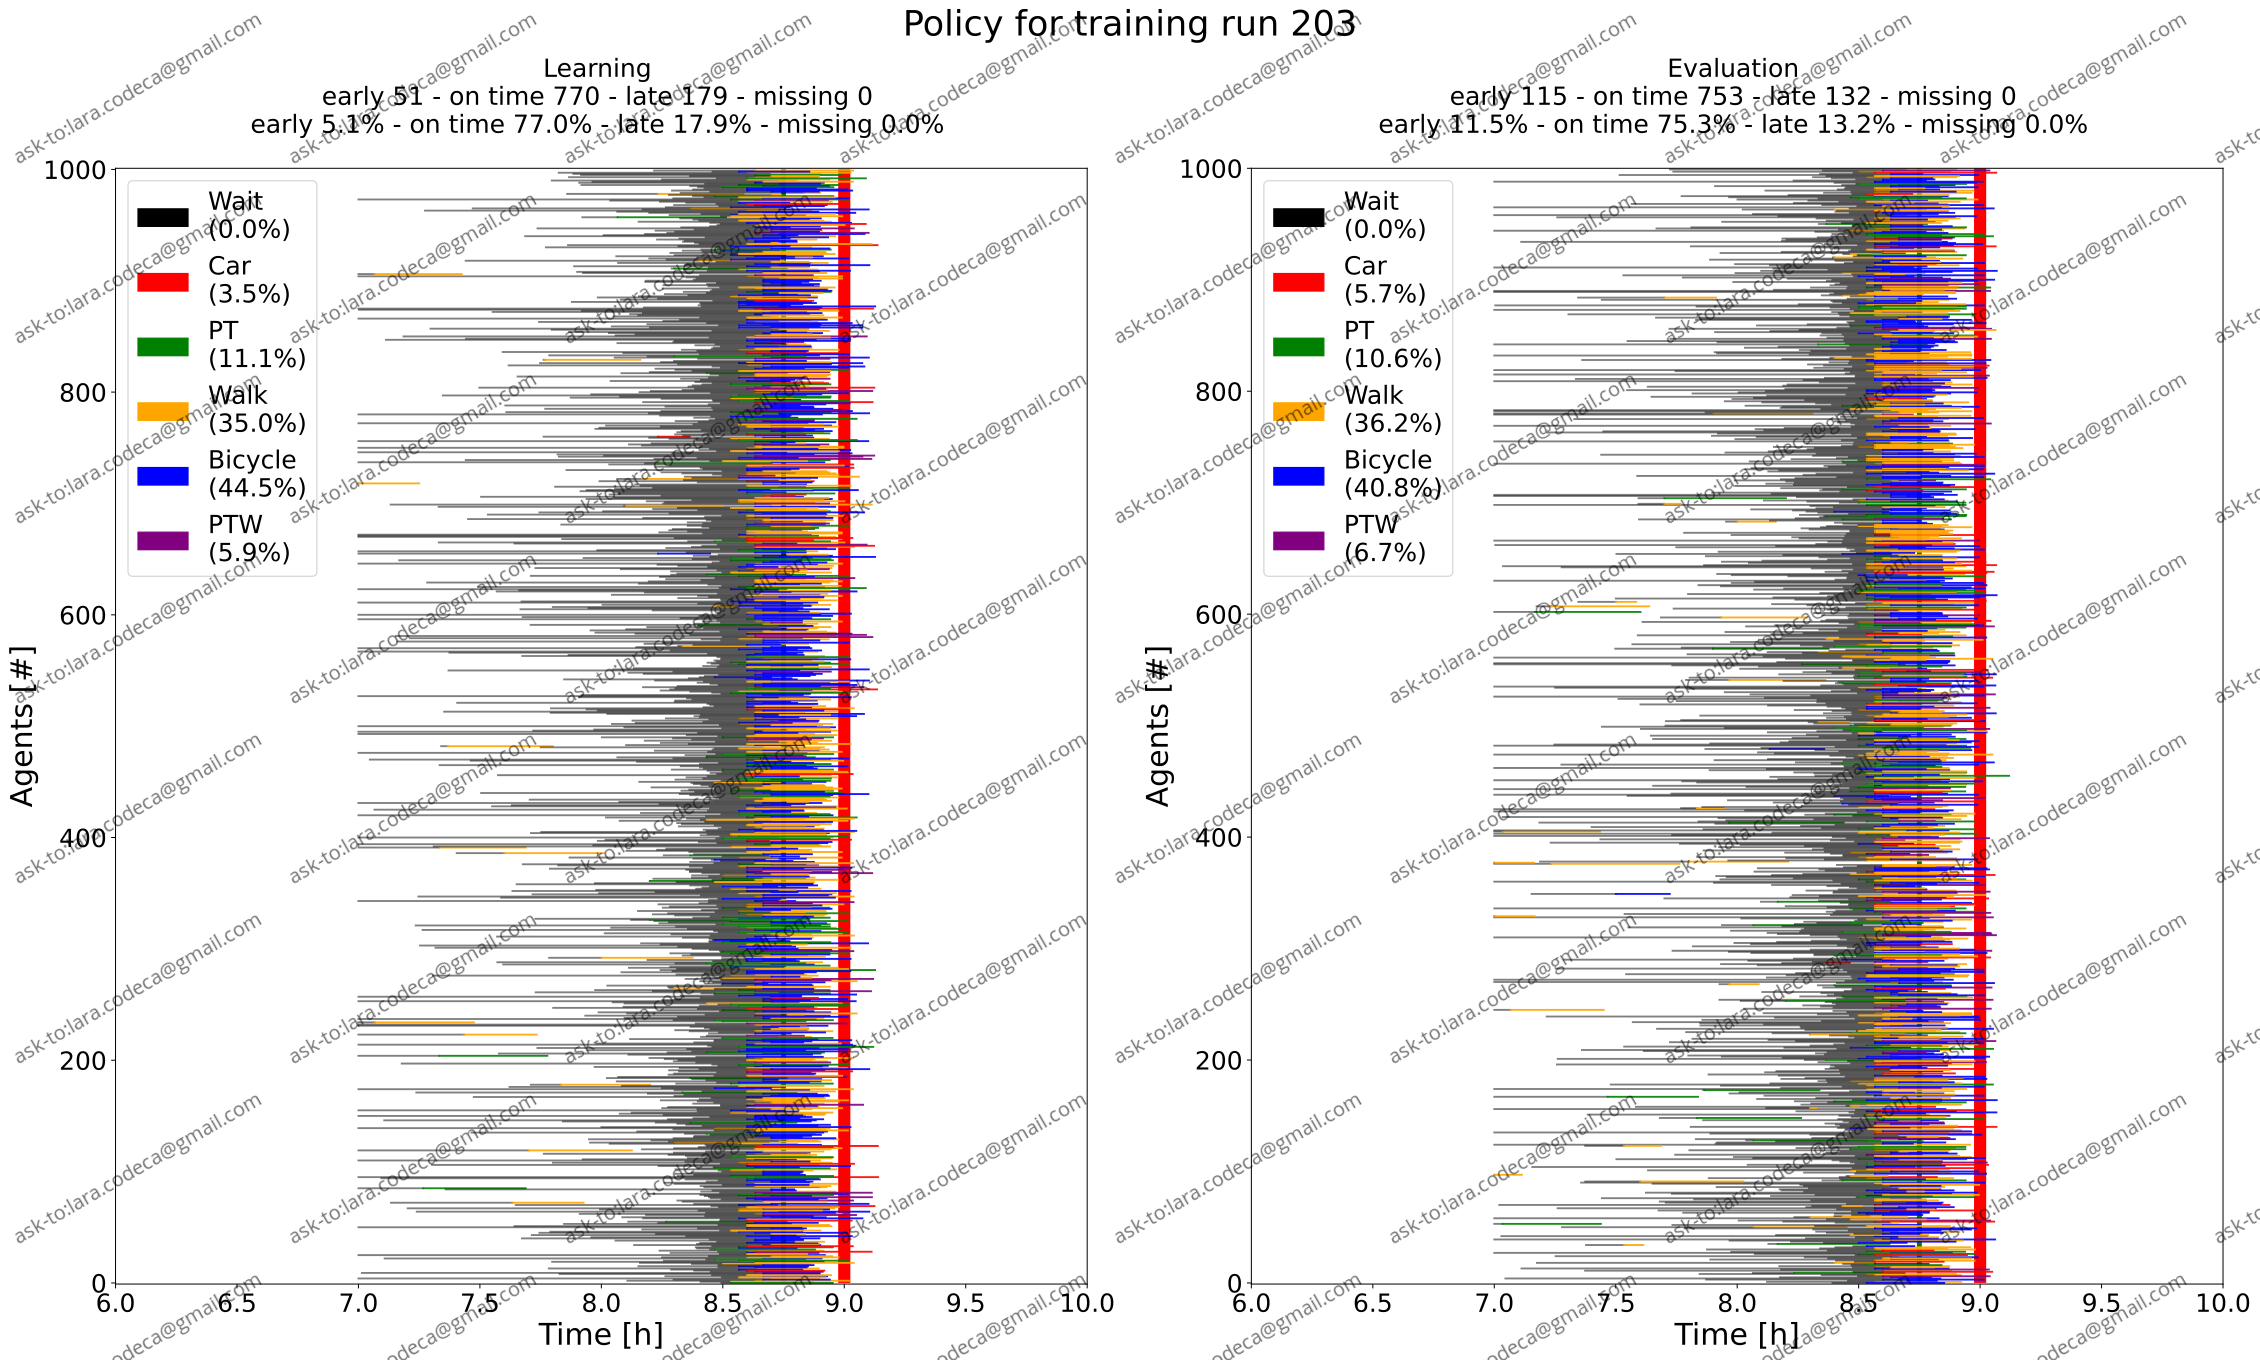 Policy for training run 203
Learning
early 51 - on time 770 - late 179 - missing 0
early 5.1% - on time 77.0% - late 17.9% - missing 0.0%
Evaluation
early 115 - on time 753 - late 132 - missing 0
early 11.5% - on time 75.3% - late 13.2% - missing 0.0%
Agents [#]
1000
800
600
400
200
0
Wait
(0.0%)
Car
(3.5%)
PT
(11.1%)
Walk
(35.0%)
Bicycle
(44.5%)
PTW
(5.9%)
6.0 6.5 7.0 7.5 8.0 8.5 9.0 9.5 10.0
Time [h]
Agents [#]
1000
800
600
400
200
0
Wait
(0.0%)
Car
(5.7%)
PT
(10.6%)
Walk
(36.2%)
Bicycle
(40.8%)
PTW
(6.7%)
6.0 6.5 7.0 7.5 8.0 8.5 9.0 9.5 10.0
Time [h]
ask-to:lara.codeca@gmail.com